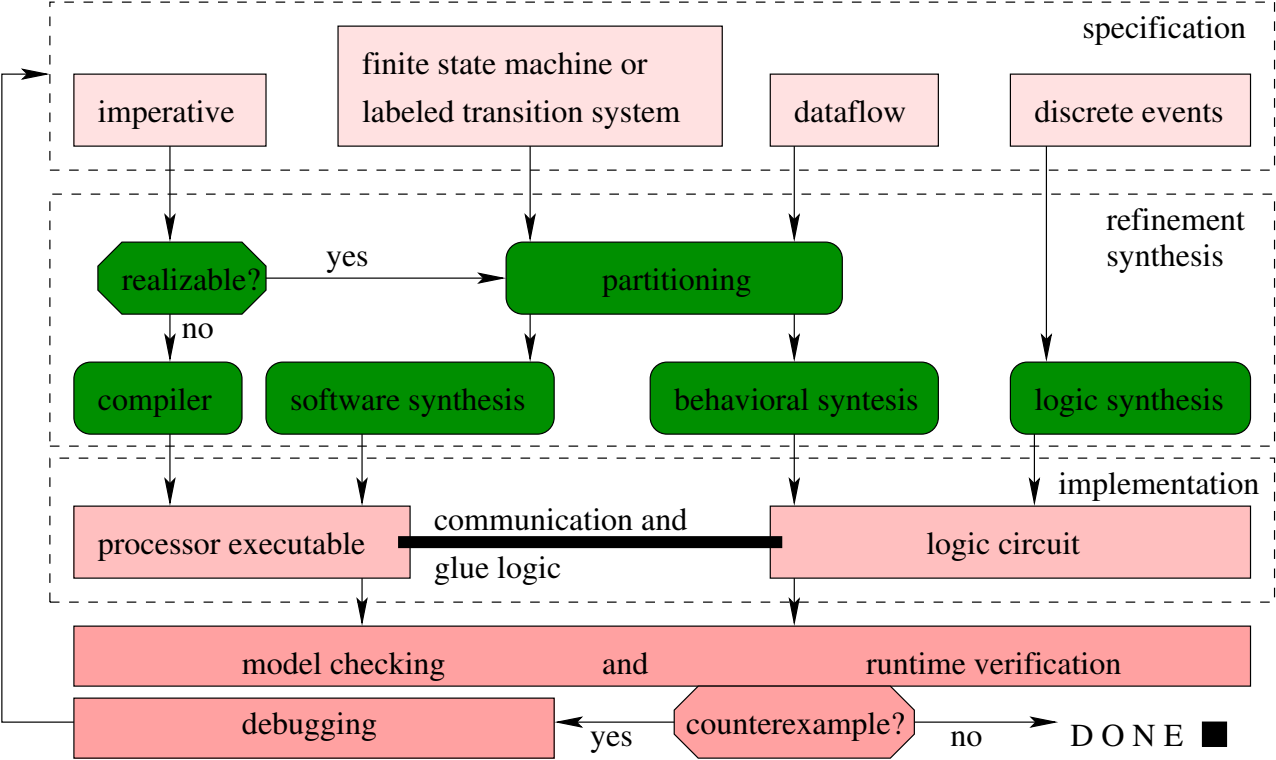 specification
finite state machine or
labeled transition system
imperative
dataflow
discrete events
refinement
synthesis
realizable?
yes
partitioning
no
compiler
software synthesis
behavioral syntesis
logic synthesis
implementation
processor executable
communication and
glue logic
logic circuit
model checking and runtime verification
debugging
yes
counterexample?
no
D O N E